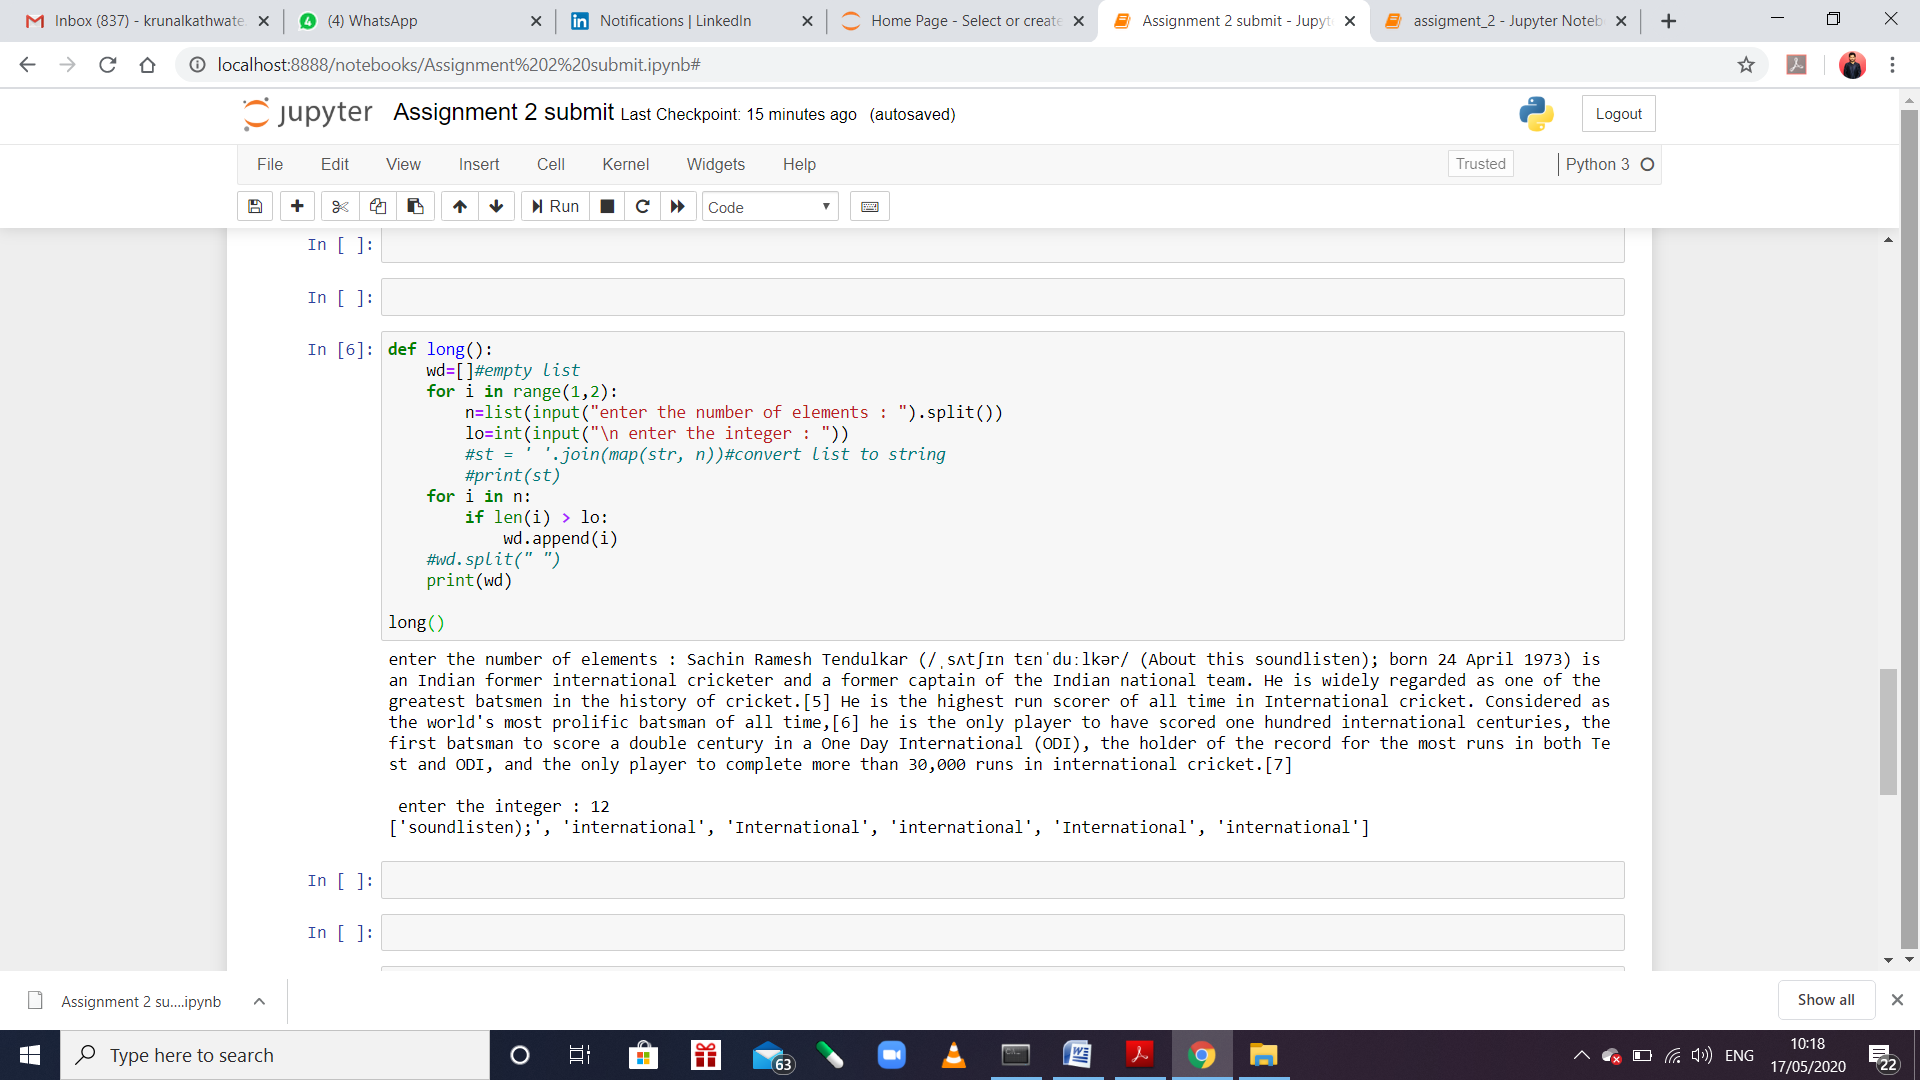 Inbox (837) - krunalkathwate
(4) WhatsApp
Notifications | LinkedIn
Home Page - Select or create
Assignment 2 submit - Jupyt
assigment_2 - Jupyter Noteb
localhost:8888/notebooks/Assignment%202%20submit.ipynb#
jupyter Assignment 2 submit Last Checkpoint: 15 minutes ago (autosaved)
Logout
File Edit View Insert Cell Kernel Widgets Help
Trusted
Python 3
Run
Code
In [ ]:
In [ ]:
In [6]:
def long():
    wd=[]#empty list
    for i in range(1,2):
        n=list(input("enter the number of elements : ").split())
        lo=int(input("\n enter the integer : "))
        #st = ' '.join(map(str, n))#convert list to string
        #print(st)
    for i in n:
        if len(i) > lo:
            wd.append(i)
    #wd.split(" ")
    print(wd)
long()
enter the number of elements : Sachin Ramesh Tendulkar (/ˌsʌtʃɪn tɛnˈduːlkər/ (About this soundlisten); born 24 April 1973) is
an Indian former international cricketer and a former captain of the Indian national team. He is widely regarded as one of the
greatest batsmen in the history of cricket.[5] He is the highest run scorer of all time in International cricket. Considered as
the world's most prolific batsman of all time,[6] he is the only player to have scored one hundred international centuries, the
first batsman to score a double century in a One Day International (ODI), the holder of the record for the most runs in both Te
st and ODI, and the only player to complete more than 30,000 runs in international cricket.[7]
enter the integer : 12
['soundlisten);', 'international', 'International', 'international', 'International', 'international']
In [ ]:
In [ ]:
Assignment 2 su....ipynb
Show all
Type here to search
63
ENG
10:18
17/05/2020
22